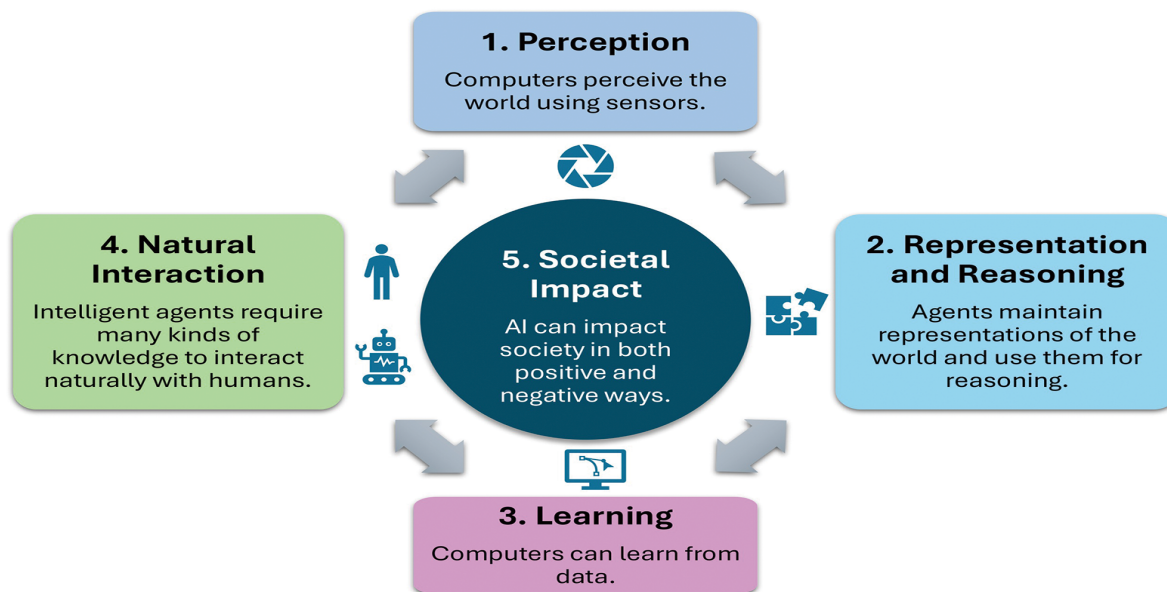 1. Perception
Computers perceive the
world using sensors.
4. Natural
Interaction
Intelligent agents require
many kinds of
knowledge to interact
naturally with humans.
5. Societal
Impact
AI can impact
society in both
positive and
negative ways.
2. Representation
and Reasoning
Agents maintain
representations of the
world and use them for
reasoning.
3. Learning
Computers can learn from
data.